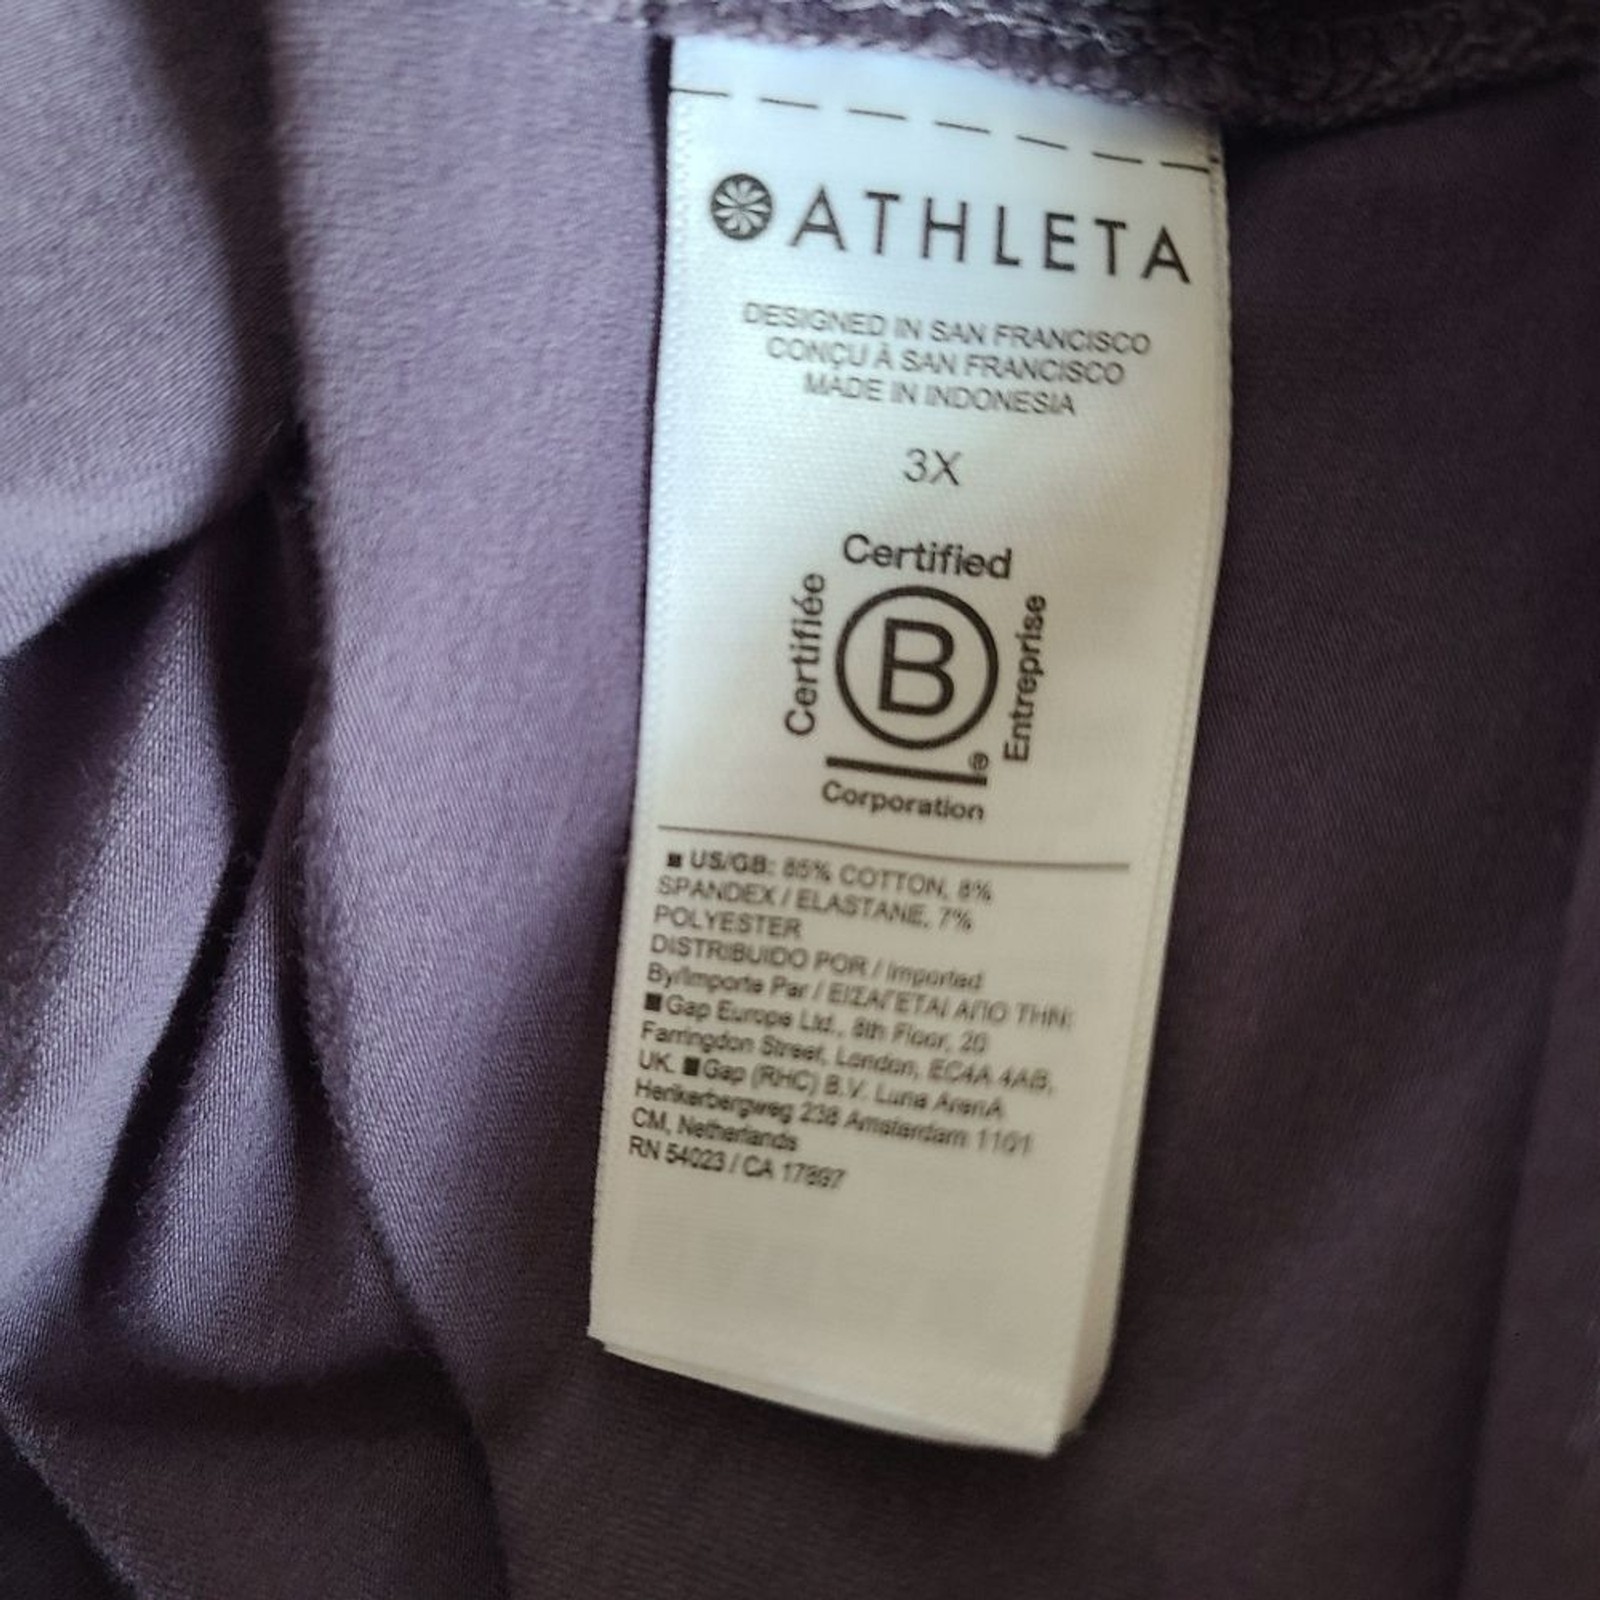 ATHLETA
DESIGNED IN SAN FRANCISCO
CONÇU À SAN FRANCISCO
MADE IN INDONESIA
3X
Certified
Certifiée
B
Entreprise
®
Corporation
■ US/GB: 85% COTTON, 8%
SPANDEX / ELASTANE, 7%
POLYESTER
DISTRIBUIDO POR / Imported
By/Importe Par / ΕΙΣΑΓΕΤΑΙ ΑΠΟ ΤΗΝ:
■ Gap Europe Ltd., 8th Floor, 20
Farringdon Street, London, EC4A 4AB,
UK. ■ Gap (RHC) B.V. Luna ArenA
Herikerbergweg 238 Amsterdam 1101
CM, Netherlands
RN 54023 / CA 17897